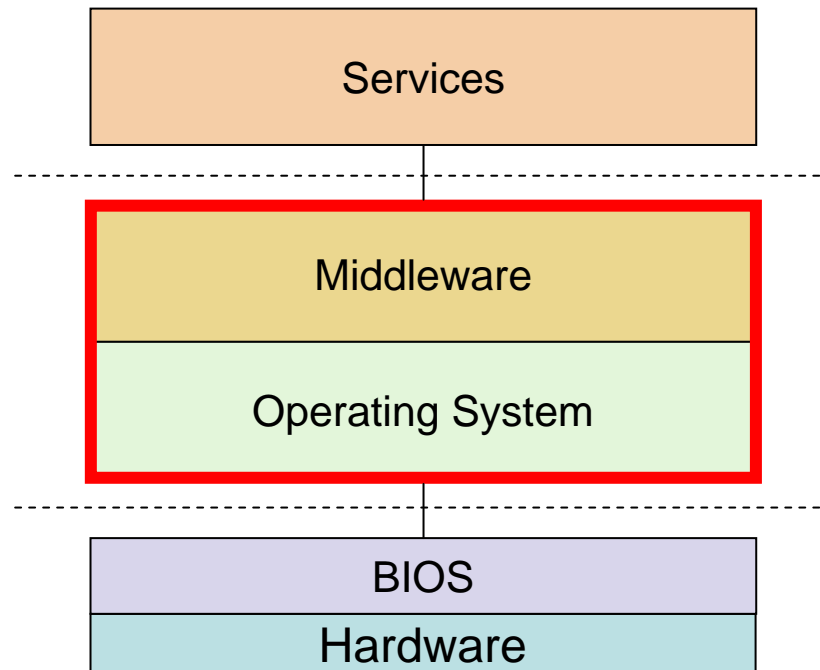 Services
Middleware
Operating System
BIOS
Hardware